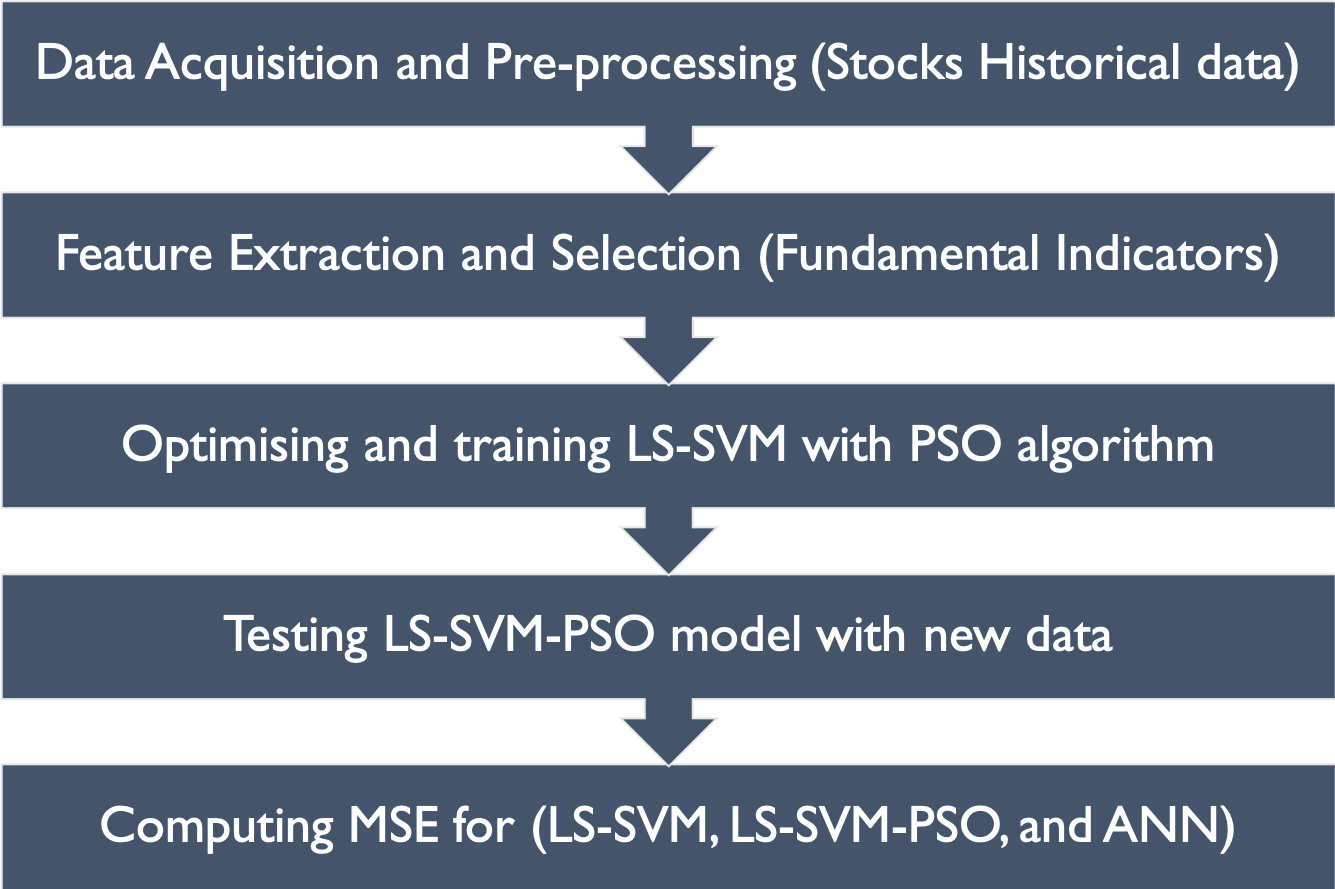 Data Acquisition and Pre-processing (Stocks Historical data)
Feature Extraction and Selection (Fundamental Indicators)
Optimising and training LS-SVM with PSO algorithm
Testing LS-SVM-PSO model with new data
Computing MSE for (LS-SVM, LS-SVM-PSO, and ANN)